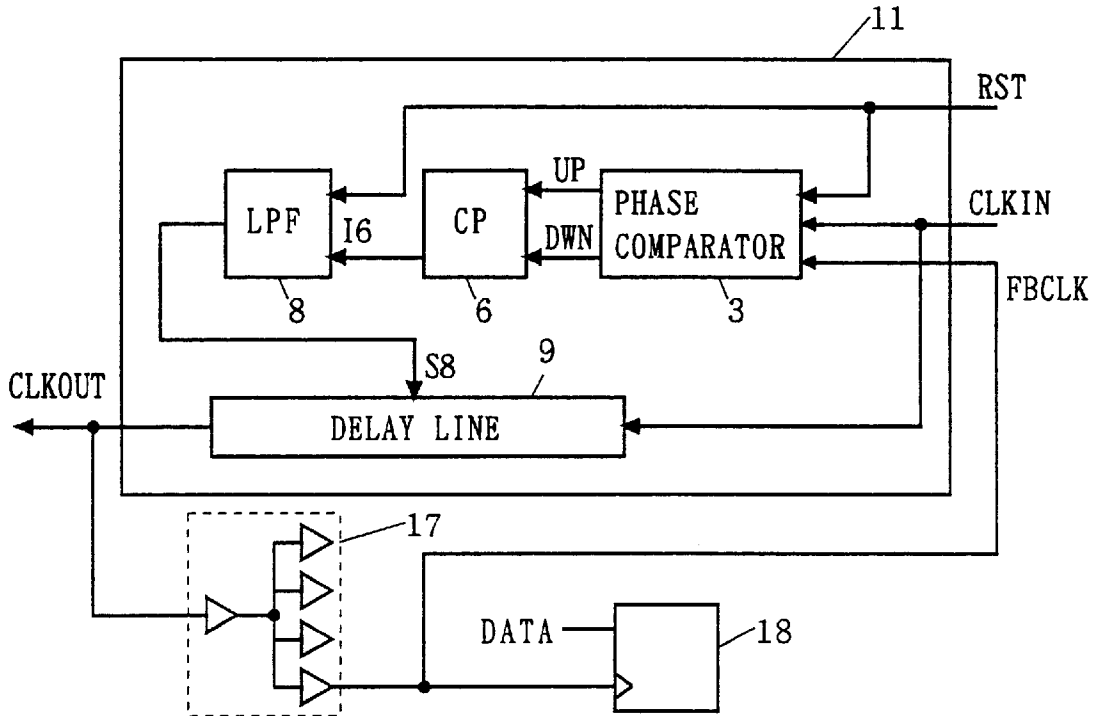 11
RST
UP
PHASE
COMPARATOR
CLKIN
LPF
I6
CP
DWN
8
6
3
FBCLK
S8
9
CLKOUT
DELAY LINE
17
DATA
18